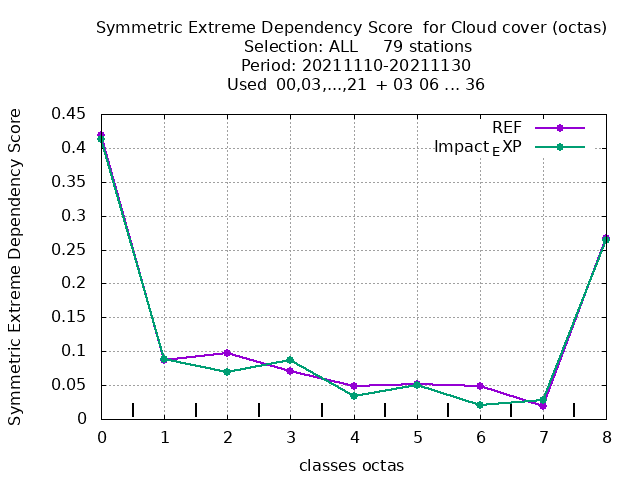 Symmetric Extreme Dependency Score for Cloud cover (octas)
Selection: ALL 79 stations
Period: 20211110-20211130
Used 00,03,...,21 + 03 06 ... 36
Symmetric Extreme Dependency Score
0.45
0.4
0.35
0.3
0.25
0.2
0.15
0.1
0.05
0
REF
Impact_EXP
0 1 2 3 4 5 6 7 8
classes octas